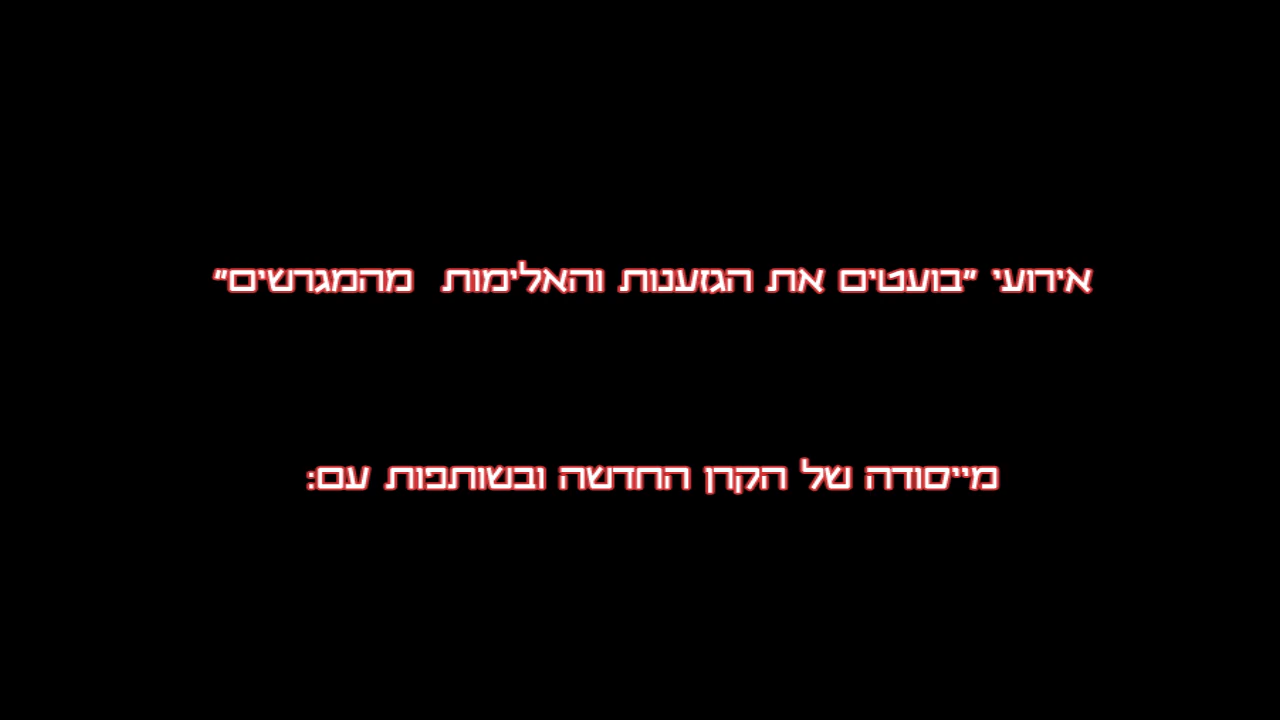 אירועי "בועטים את הגזענות והאלימות מהמגרשים"
מייסודה של הקרן החדשה ובשותפות עם: